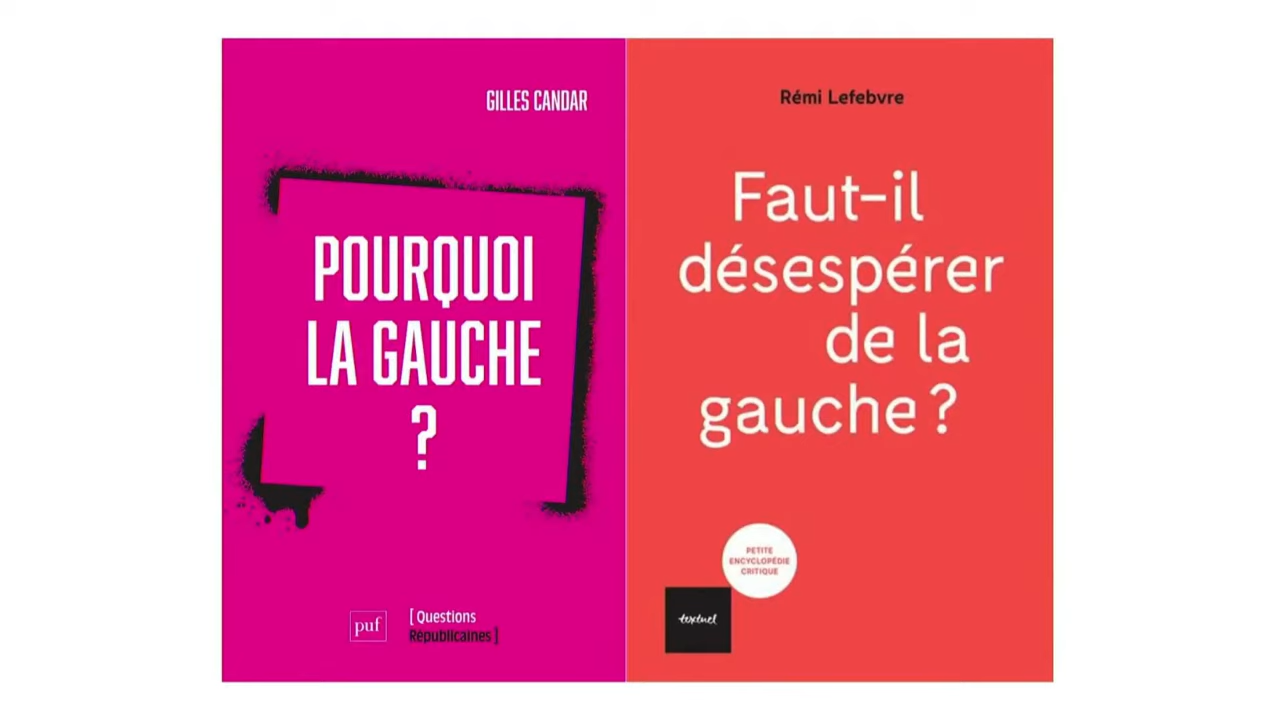 GILLES CANDAR
POURQUOI
LA GAUCHE
?
puf
[ Questions
Républicaines ]
Rémi Lefebvre
Faut-il
désespérer
de la
gauche ?
PETITE
ENCYCLOPÉDIE
CRITIQUE
textuel